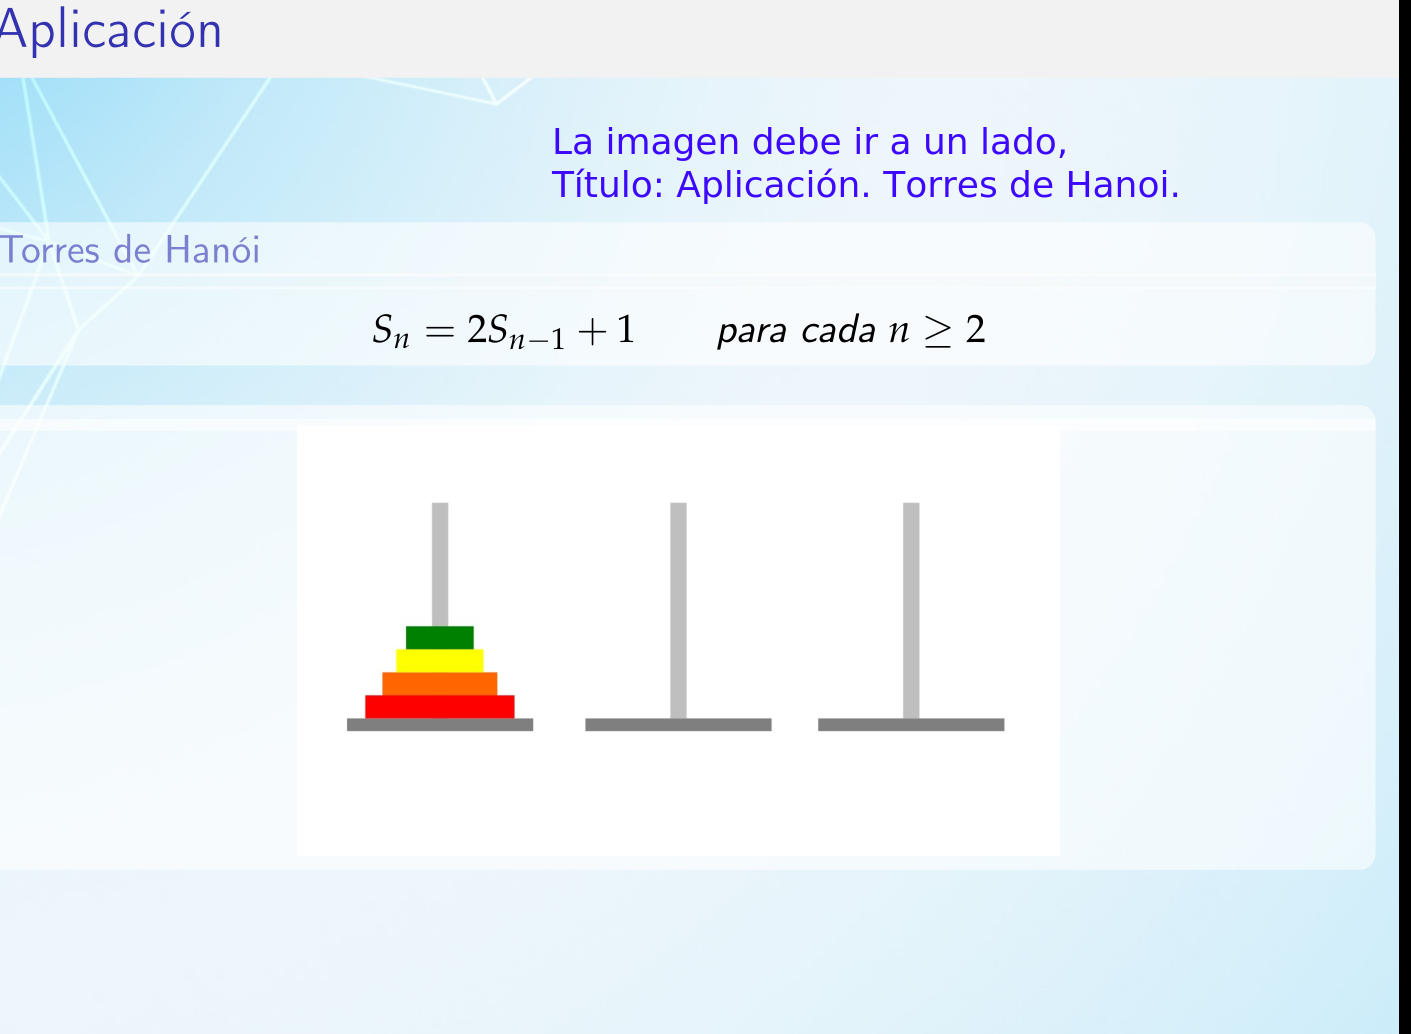 Aplicación
La imagen debe ir a un lado,
Título: Aplicación. Torres de Hanoi.
Torres de Hanói
Sₙ = 2Sₙ₋₁ + 1 para cada n ≥ 2